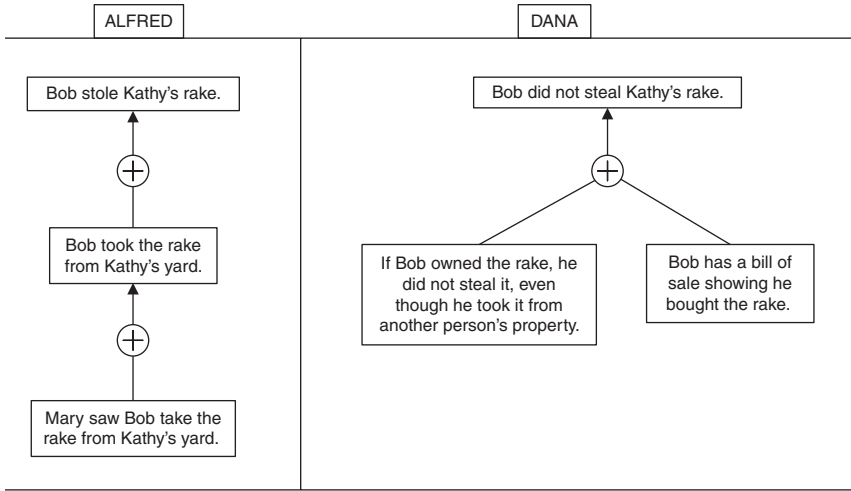 ALFRED
DANA
Bob stole Kathy's rake.
Bob did not steal Kathy's rake.
Bob took the rake
from Kathy's yard.
If Bob owned the rake, he
did not steal it, even
though he took it from
another person's property.
Bob has a bill of
sale showing he
bought the rake.
Mary saw Bob take the
rake from Kathy's yard.